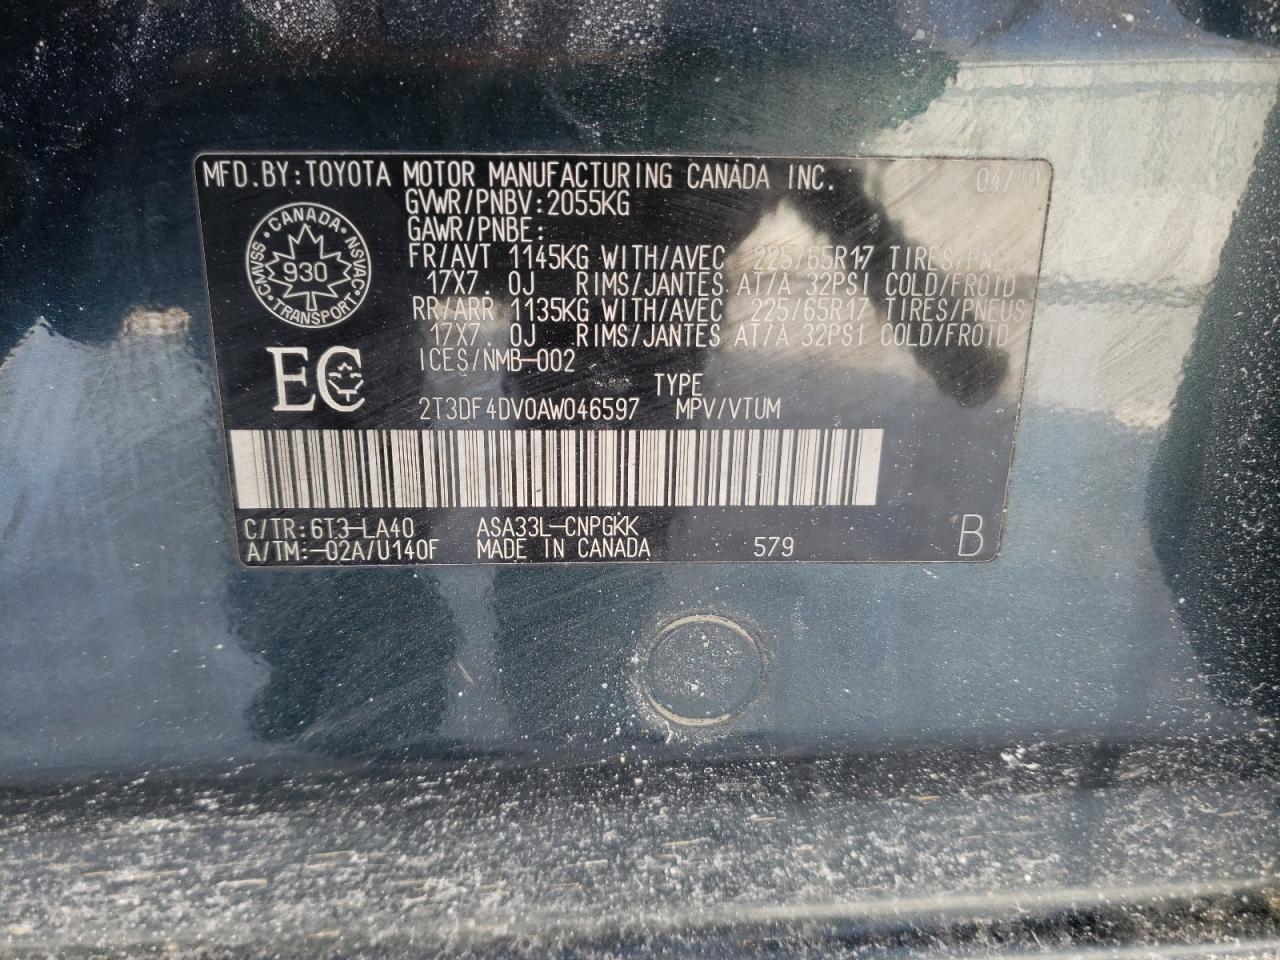 MFD.BY:TOYOTA MOTOR MANUFACTURING CANADA INC. 04/10
GVWR/PNBV:2055KG
GAWR/PNBE:
FR/AVT 1145KG WITH/AVEC 225/65R17 TIRES/PNEUS
17X7.0J RIMS/JANTES AT/A 32PSI COLD/FROID
RR/ARR 1135KG WITH/AVEC 225/65R17 TIRES/PNEUS
17X7.0J RIMS/JANTES AT/A 32PSI COLD/FROID
ICES/NMB-002
CANADA
CMVSS NSVAC
930
TRANSPORT
EC
TYPE
2T3DF4DV0AW046597 MPV/VTUM
C/TR:6T3-LA40 ASA33L-CNPGKK
A/TM:-02A/U140F MADE IN CANADA 579 B